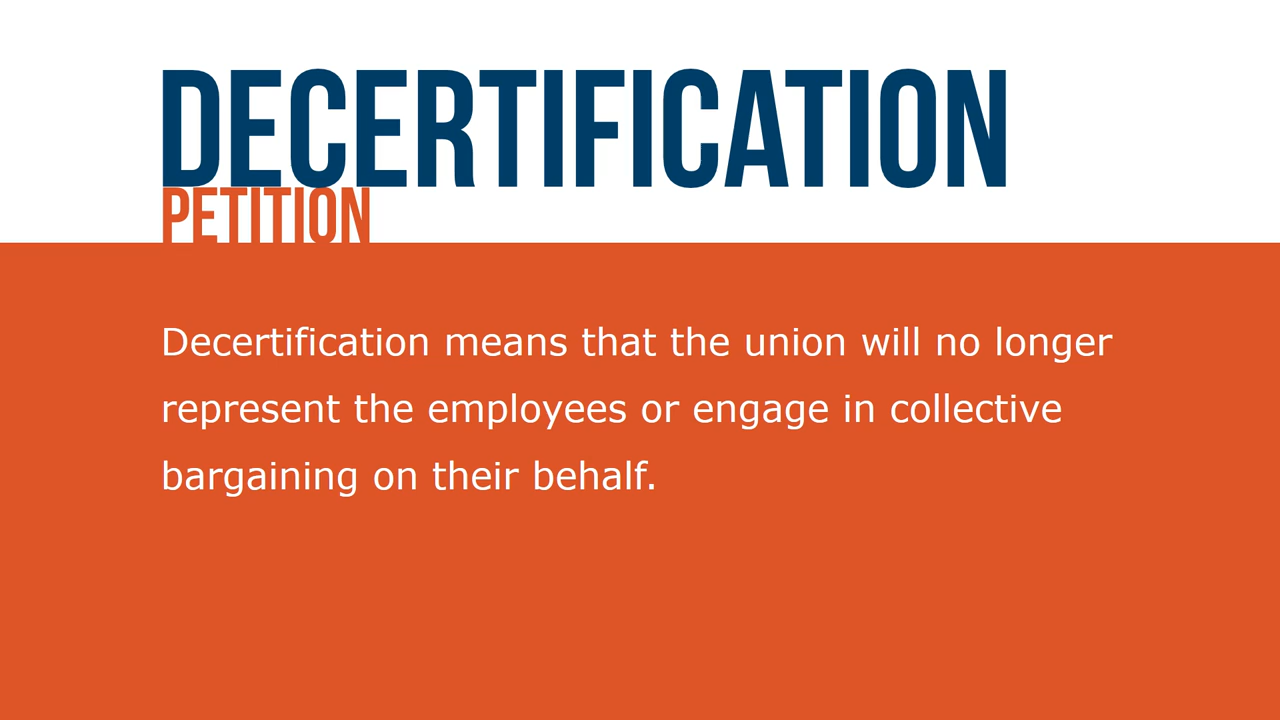 DECERTIFICATION
PETITION
Decertification means that the union will no longer
represent the employees or engage in collective
bargaining on their behalf.